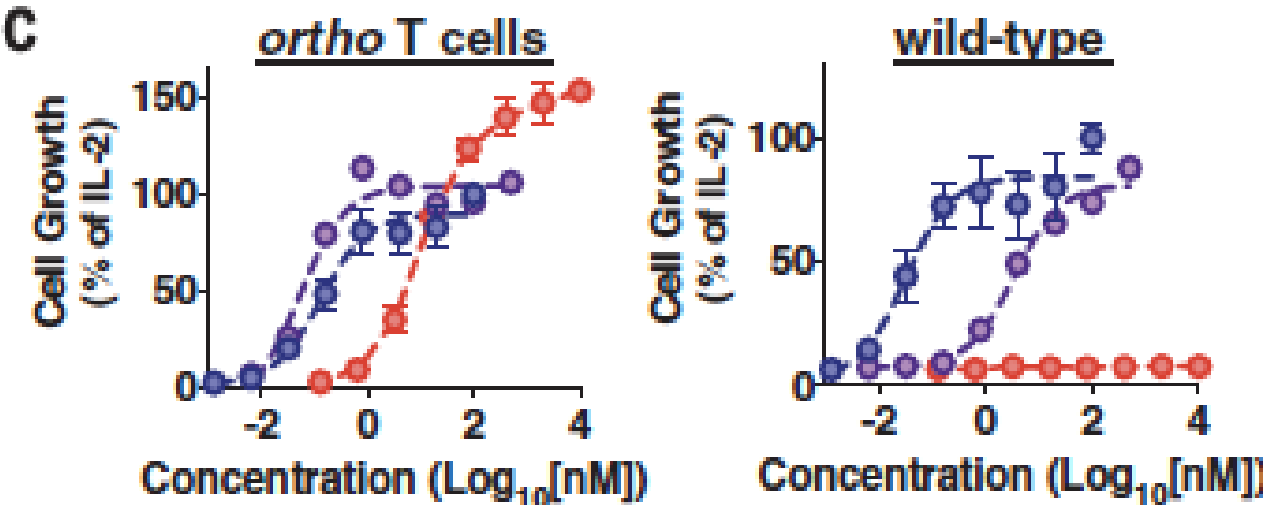 C
ortho T cells
Cell Growth
(% of IL-2)
150
100
50
0
-2 0 2 4
Concentration (Log10[nM])
wild-type
Cell Growth
(% of IL-2)
100
50
0
-2 0 2 4
Concentration (Log10[nM])